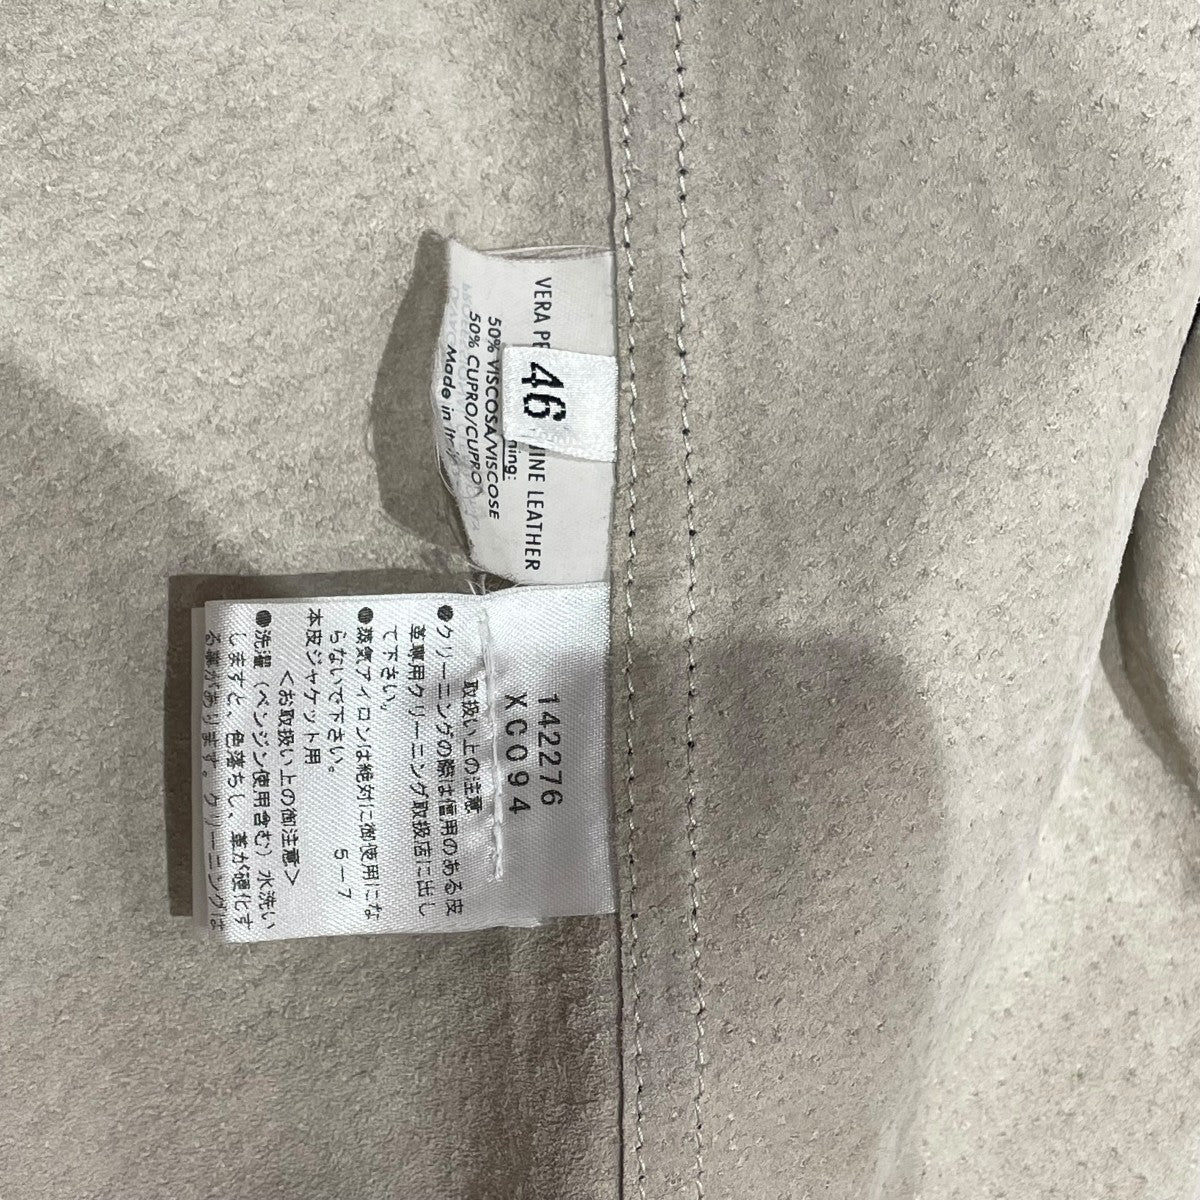 VERA PE
46
UINE LEATHER
ning:
50% VISCOSA/VISCOSE
50% CUPRO/CUPRO
Made in
142276
XC094
取扱い上の注意
●クリーニングの際は信用のある皮
革専用クリーニング取扱店に出し
て下さい。
●蒸気アイロンは絶対に御使用にな
らないで下さい。
本皮ジャケット用
5-7
<お取扱い上の御注意>
●洗濯(ベンジン使用含む)水洗い
しますと、色落ちし、革が硬化す
る事があります。クリーニングは